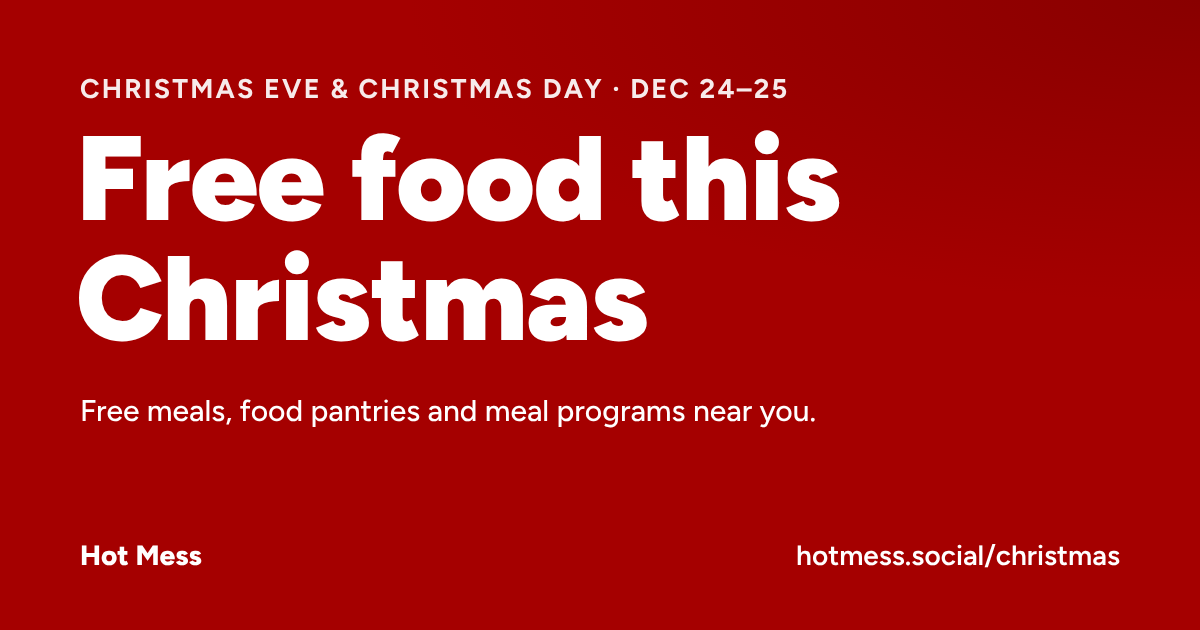 CHRISTMAS EVE & CHRISTMAS DAY · DEC 24–25
Free food this
Christmas
Free meals, food pantries and meal programs near you.
Hot Mess
hotmess.social/christmas